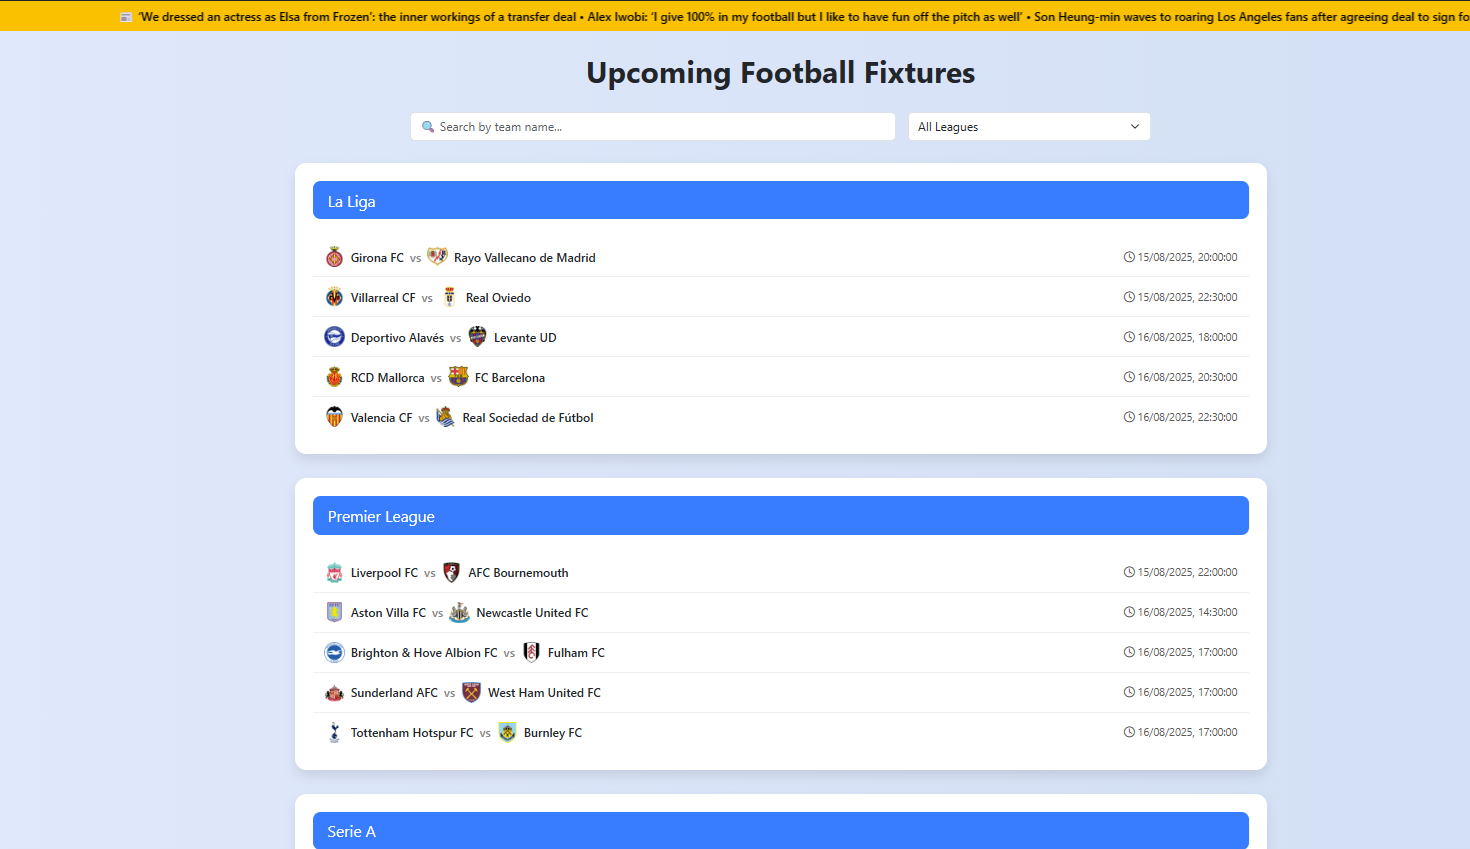 ‘We dressed an actress as Elsa from Frozen’: the inner workings of a transfer deal • Alex Iwobi: ‘I give 100% in my football but I like to have fun off the pitch as well’ • Son Heung-min waves to roaring Los Angeles fans after agreeing deal to sign fo
Upcoming Football Fixtures
Search by team name...
All Leagues
La Liga
Girona FC vs Rayo Vallecano de Madrid 15/08/2025, 20:00:00
Villarreal CF vs Real Oviedo 15/08/2025, 22:30:00
Deportivo Alavés vs Levante UD 16/08/2025, 18:00:00
RCD Mallorca vs FC Barcelona 16/08/2025, 20:30:00
Valencia CF vs Real Sociedad de Fútbol 16/08/2025, 22:30:00
Premier League
Liverpool FC vs AFC Bournemouth 15/08/2025, 22:00:00
Aston Villa FC vs Newcastle United FC 16/08/2025, 14:30:00
Brighton & Hove Albion FC vs Fulham FC 16/08/2025, 17:00:00
Sunderland AFC vs West Ham United FC 16/08/2025, 17:00:00
Tottenham Hotspur FC vs Burnley FC 16/08/2025, 17:00:00
Serie A